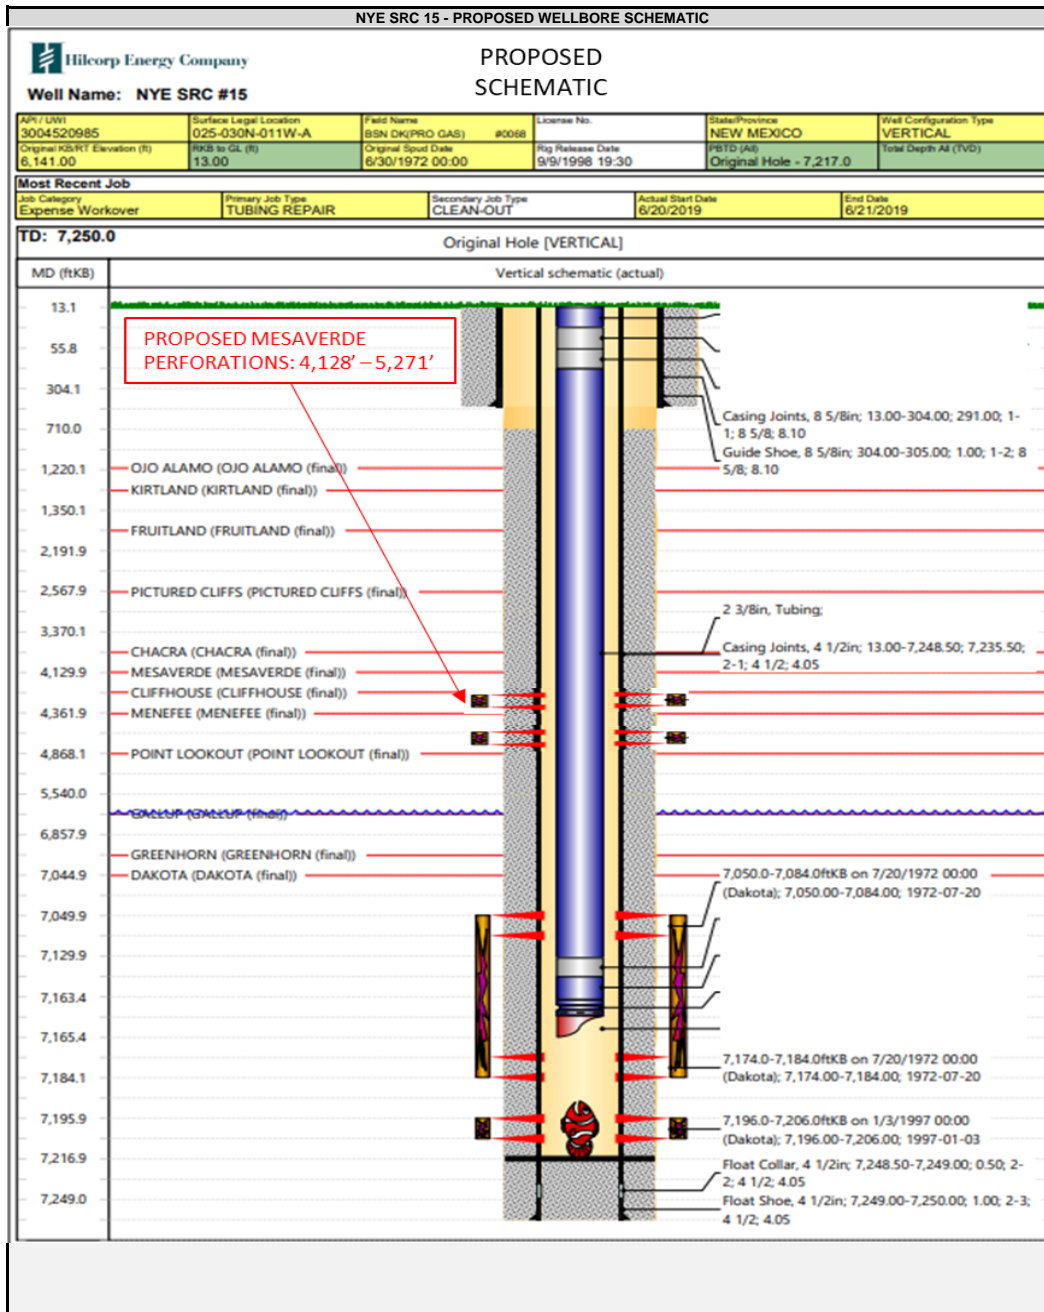 NYE SRC 15 - PROPOSED WELLBORE SCHEMATIC
Hilcorp Energy Company
PROPOSED
SCHEMATIC
Well Name: NYE SRC #15
API / UWI
3004520985
Surface Legal Location
025-030N-011W-A
Field Name
BSN DK(PRO GAS) #0068
License No.
State/Province
NEW MEXICO
Well Configuration Type
VERTICAL
Original KB/RT Elevation (ft)
6,141.00
RKB to GL (ft)
13.00
Original Spud Date
6/30/1972 00:00
Rig Release Date
9/9/1998 19:30
PBTD (All)
Original Hole - 7,217.0
Total Depth All (TVD)
Most Recent Job
Job Category
Expense Workover
Primary Job Type
TUBING REPAIR
Secondary Job Type
CLEAN-OUT
Actual Start Date
6/20/2019
End Date
6/21/2019
TD: 7,250.0
Original Hole [VERTICAL]
MD (ftKB)
Vertical schematic (actual)
13.1
PROPOSED MESAVERDE
PERFORATIONS: 4,128' – 5,271'
55.8
304.1
Casing Joints, 8 5/8in; 13.00-304.00; 291.00; 1-
1; 8 5/8; 8.10
710.0
Guide Shoe, 8 5/8in; 304.00-305.00; 1.00; 1-2; 8
5/8; 8.10
1,220.1
OJO ALAMO (OJO ALAMO (final))
KIRTLAND (KIRTLAND (final))
1,350.1
FRUITLAND (FRUITLAND (final))
2,191.9
2,567.9
PICTURED CLIFFS (PICTURED CLIFFS (final))
2 3/8in, Tubing;
3,370.1
Casing Joints, 4 1/2in; 13.00-7,248.50; 7,235.50;
2-1; 4 1/2; 4.05
CHACRA (CHACRA (final))
4,129.9
MESAVERDE (MESAVERDE (final))
CLIFFHOUSE (CLIFFHOUSE (final))
4,361.9
MENEFEE (MENEFEE (final))
4,868.1
POINT LOOKOUT (POINT LOOKOUT (final))
5,540.0
GALLUP (GALLUP (final))
6,857.9
GREENHORN (GREENHORN (final))
7,044.9
DAKOTA (DAKOTA (final))
7,050.0-7,084.0ftKB on 7/20/1972 00:00
(Dakota); 7,050.00-7,084.00; 1972-07-20
7,049.9
7,129.9
7,163.4
7,165.4
7,174.0-7,184.0ftKB on 7/20/1972 00:00
(Dakota); 7,174.00-7,184.00; 1972-07-20
7,184.1
7,195.9
7,196.0-7,206.0ftKB on 1/3/1997 00:00
(Dakota); 7,196.00-7,206.00; 1997-01-03
7,216.9
Float Collar, 4 1/2in; 7,248.50-7,249.00; 0.50; 2-
2; 4 1/2; 4.05
7,249.0
Float Shoe, 4 1/2in; 7,249.00-7,250.00; 1.00; 2-3;
4 1/2; 4.05